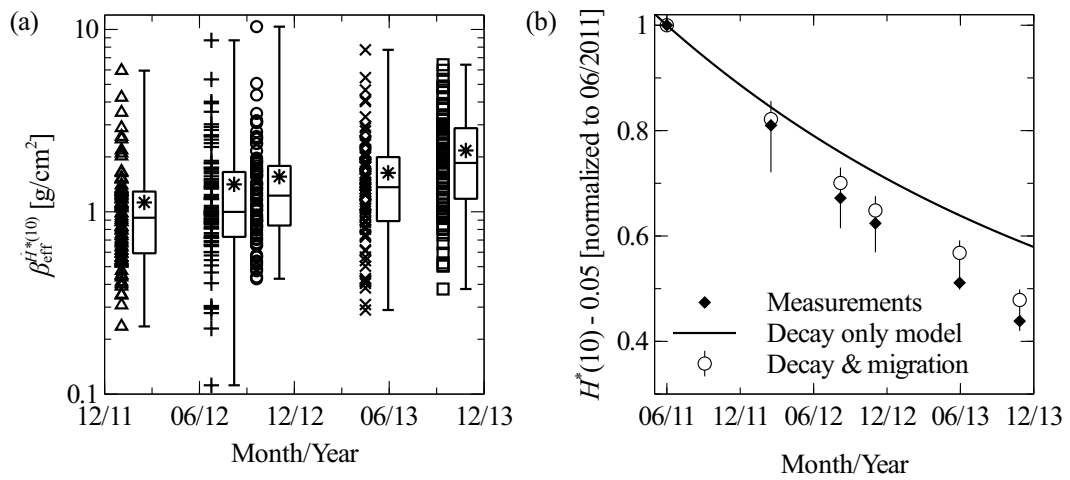 (a)
10
1
0.1
β_eff^Ḣ*(10) [g/cm²]
12/11 06/12 12/12 06/13 12/13
Month/Year
(b)
1
0.8
0.6
0.4
H*(10) - 0.05 [normalized to 06/2011]
Measurements
Decay only model
Decay & migration
06/11 12/11 06/12 12/12 06/13 12/13
Month/Year